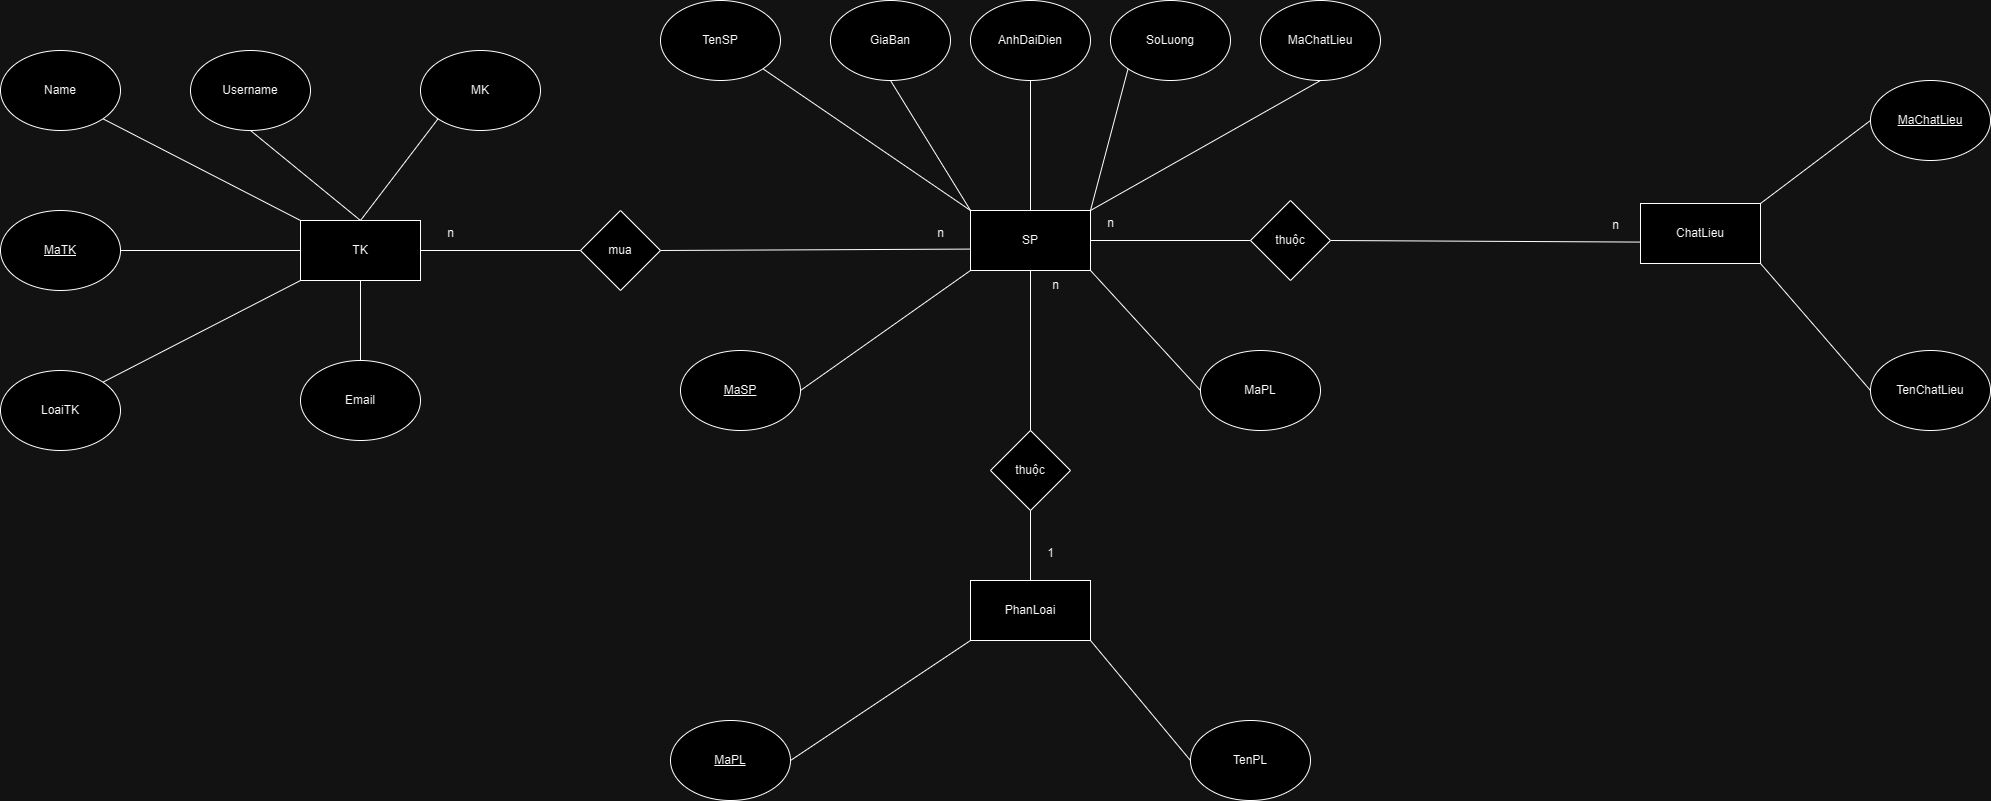 TenSP
GiaBan
AnhDaiDien
SoLuong
MaChatLieu
Name
Username
MK
MaChatLieu
MaTK
TK
n
mua
n
SP
n
thuộc
n
ChatLieu
n
LoaiTK
Email
MaSP
MaPL
TenChatLieu
thuộc
1
PhanLoai
MaPL
TenPL